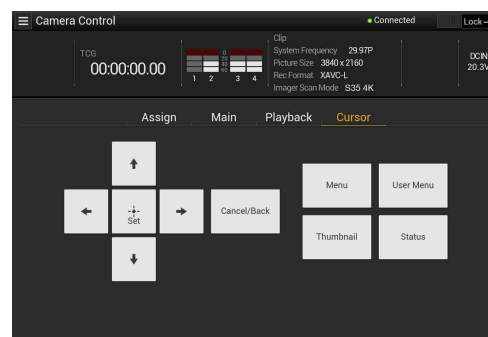 Camera Control
Connected
Lock
TCG
00:00:00.00
0
1 2 3 4
Clip
System Frequency 29.97P
Picture Size 3840 x 2160
Rec Format XAVC-L
Imager Scan Mode S35 4K
DCIN
20.3V
Assign Main Playback Cursor
Set
Cancel/Back
Menu
User Menu
Thumbnail
Status